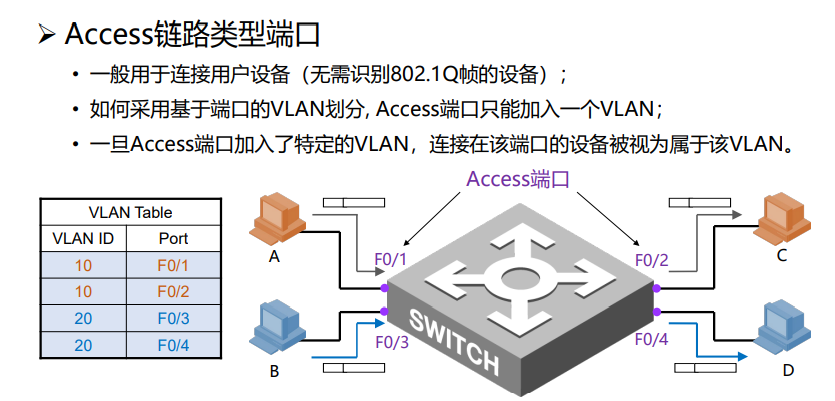 ➢ Access链路类型端口
• 一般用于连接用户设备（无需识别802.1Q帧的设备）；
• 如何采用基于端口的VLAN划分, Access端口只能加入一个VLAN；
• 一旦Access端口加入了特定的VLAN，连接在该端口的设备被视为属于该VLAN。
Access端口
VLAN Table
VLAN ID Port
10 F0/1
10 F0/2
20 F0/3
20 F0/4
A
F0/1
F0/2
C
B
F0/3
SWITCH
F0/4
D